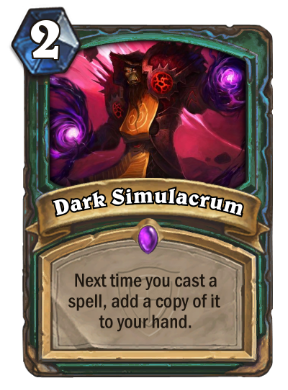 2
Dark Simulacrum
Next time you cast a
spell, add a copy of it
to your hand.